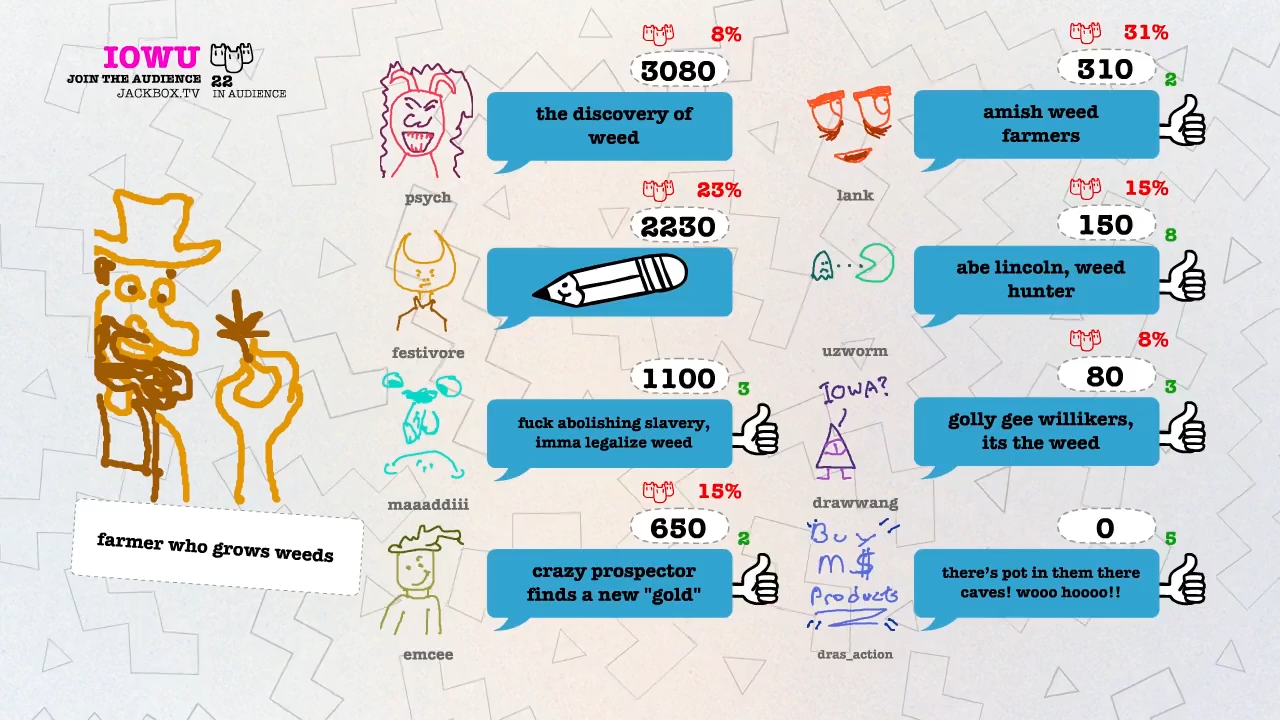 IOWU
JOIN THE AUDIENCE
JACKBOX.TV
22
IN AUDIENCE
farmer who grows weeds
8%
3080
the discovery of
weed
psych
23%
2230
festivore
1100
3
fuck abolishing slavery,
imma legalize weed
maaaddiii
15%
650
2
crazy prospector
finds a new "gold"
emcee
31%
310
2
amish weed
farmers
lank
15%
150
8
abe lincoln, weed
hunter
uzworm
8%
80
3
IOWA?
golly gee willikers,
its the weed
drawwang
0
5
"Buy
M$
Products"
there's pot in them there
caves! wooo hoooo!!
dras_action